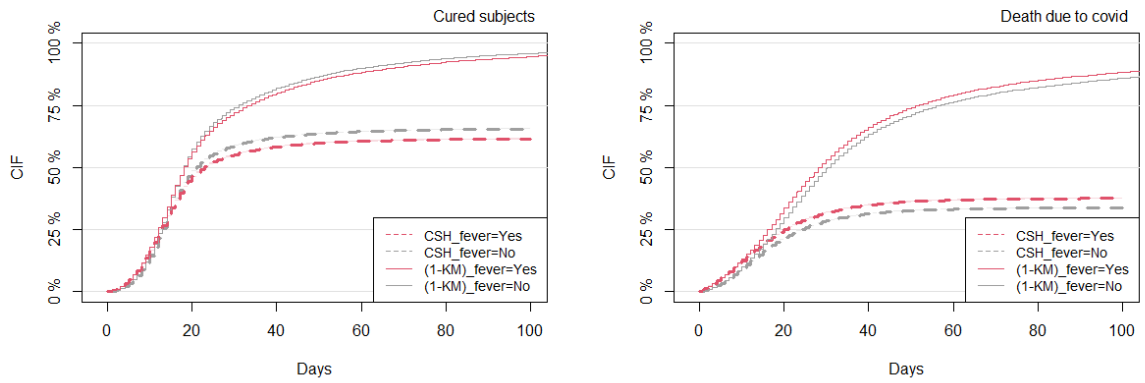 Cured subjects
100 %
75 %
50 %
25 %
0 %
CIF
CSH_fever=Yes
CSH_fever=No
(1-KM)_fever=Yes
(1-KM)_fever=No
0 20 40 60 80 100
Days
Death due to covid
100 %
75 %
50 %
25 %
0 %
CIF
CSH_fever=Yes
CSH_fever=No
(1-KM)_fever=Yes
(1-KM)_fever=No
0 20 40 60 80 100
Days